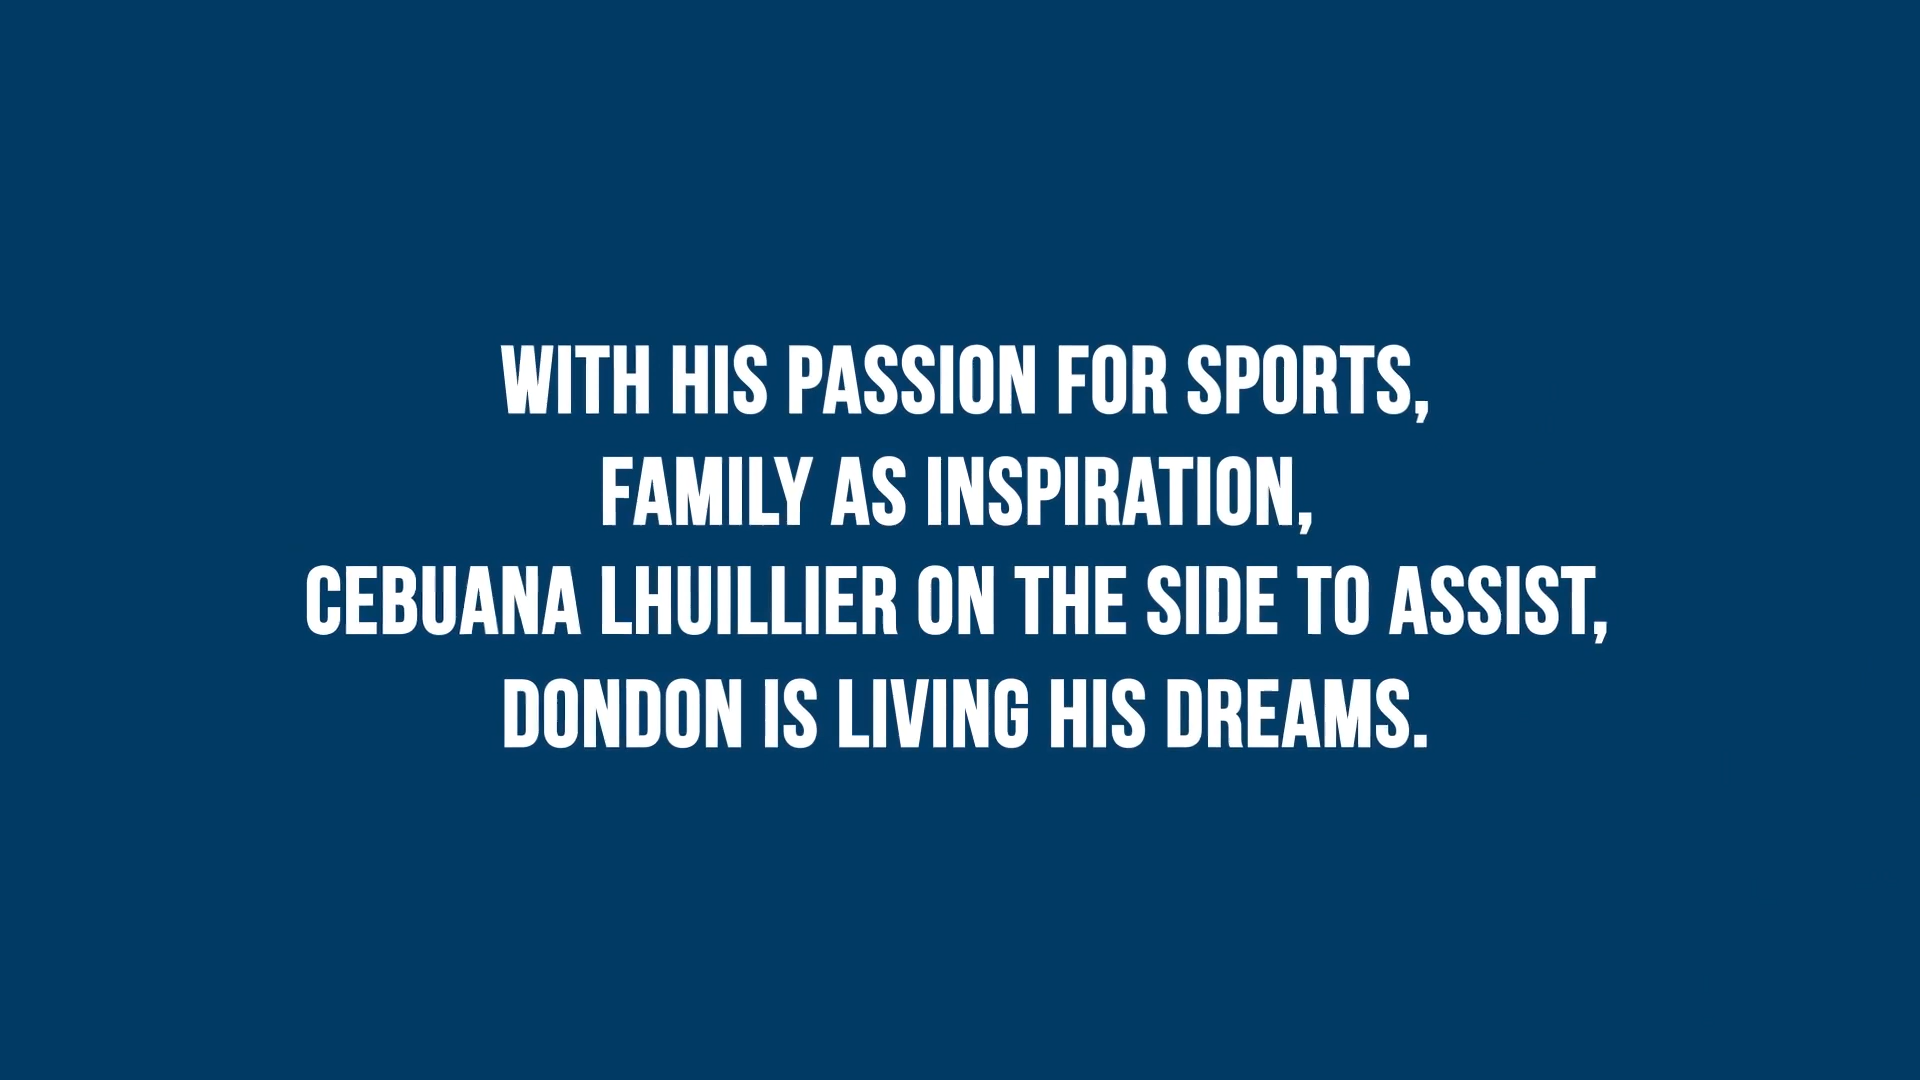 WITH HIS PASSION FOR SPORTS,
FAMILY AS INSPIRATION,
CEBUANA LHUILLIER ON THE SIDE TO ASSIST,
DONDON IS LIVING HIS DREAMS.